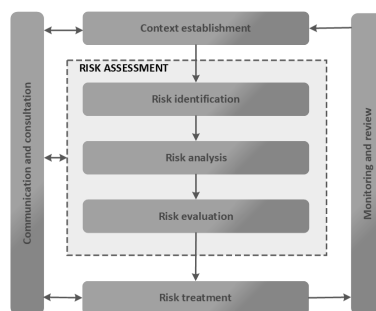 Context establishment
RISK ASSESSMENT
Risk identification
Risk analysis
Risk evaluation
Risk treatment
Communication and consultation
Monitoring and review